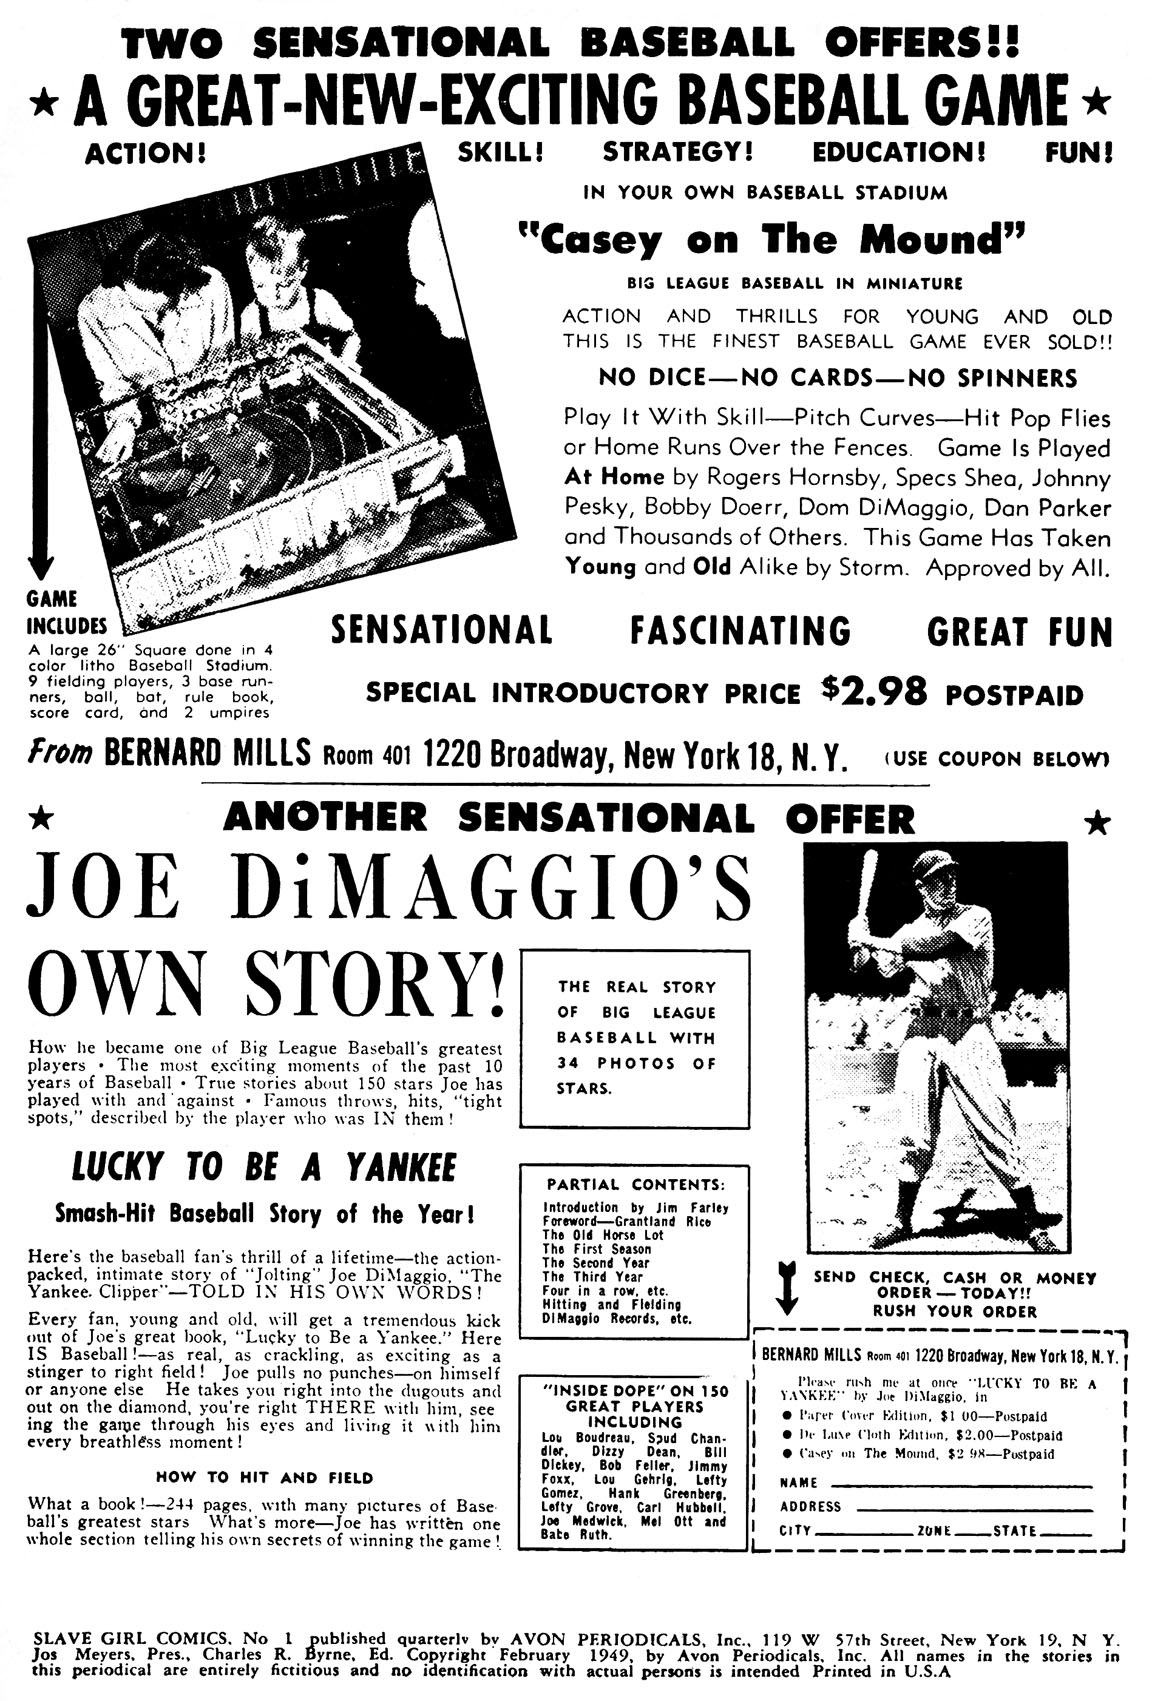 TWO SENSATIONAL BASEBALL OFFERS!!
★ A GREAT-NEW-EXCITING BASEBALL GAME ★
ACTION! SKILL! STRATEGY! EDUCATION! FUN!
IN YOUR OWN BASEBALL STADIUM
"Casey on The Mound"
BIG LEAGUE BASEBALL IN MINIATURE
ACTION AND THRILLS FOR YOUNG AND OLD
THIS IS THE FINEST BASEBALL GAME EVER SOLD!!
NO DICE—NO CARDS—NO SPINNERS
Play It With Skill—Pitch Curves—Hit Pop Flies
or Home Runs Over the Fences. Game Is Played
At Home by Rogers Hornsby, Specs Shea, Johnny
Pesky, Bobby Doerr, Dom DiMaggio, Dan Parker
and Thousands of Others. This Game Has Taken
Young and Old Alike by Storm. Approved by All.
GAME
INCLUDES
A large 26" Square done in 4
color litho Baseball Stadium.
9 fielding players, 3 base run-
ners, ball, bat, rule book,
score card, and 2 umpires
SENSATIONAL FASCINATING GREAT FUN
SPECIAL INTRODUCTORY PRICE $2.98 POSTPAID
From BERNARD MILLS Room 401 1220 Broadway, New York 18, N. Y. (USE COUPON BELOW)
★ ANOTHER SENSATIONAL OFFER ★
JOE DiMAGGIO'S
OWN STORY!
How he became one of Big League Baseball's greatest
players • The most exciting moments of the past 10
years of Baseball • True stories about 150 stars Joe has
played with and against • Famous throws, hits, "tight
spots," described by the player who was IN them!
LUCKY TO BE A YANKEE
Smash-Hit Baseball Story of the Year!
Here's the baseball fan's thrill of a lifetime—the action-
packed, intimate story of "Jolting" Joe DiMaggio, "The
Yankee Clipper"—TOLD IN HIS OWN WORDS!
Every fan, young and old, will get a tremendous kick
out of Joe's great book, "Lucky to Be a Yankee." Here
IS Baseball!—as real, as crackling, as exciting as a
stinger to right field! Joe pulls no punches—on himself
or anyone else He takes you right into the dugouts and
out on the diamond, you're right THERE with him, see
ing the game through his eyes and living it with him
every breathless moment!
HOW TO HIT AND FIELD
What a book!—244 pages, with many pictures of Base-
ball's greatest stars What's more—Joe has written one
whole section telling his own secrets of winning the game!
THE REAL STORY
OF BIG LEAGUE
BASEBALL WITH
34 PHOTOS OF
STARS.
PARTIAL CONTENTS:
Introduction by Jim Farley
Foreword—Grantland Rice
The Old Horse Lot
The First Season
The Second Year
The Third Year
Four in a row, etc.
Hitting and Fielding
DiMaggio Records, etc.
"INSIDE DOPE" ON 150
GREAT PLAYERS
INCLUDING
Lou Boudreau, Spud Chan-
dler, Dizzy Dean, Bill
Dickey, Bob Feller, Jimmy
Foxx, Lou Gehrig, Lefty
Gomez, Hank Greenberg,
Lefty Grove, Carl Hubbell,
Joe Medwick, Mel Ott and
Babe Ruth.
SEND CHECK, CASH OR MONEY
ORDER—TODAY!!
RUSH YOUR ORDER
BERNARD MILLS Room 401 1220 Broadway, New York 18, N. Y.
Please rush me at once "LUCKY TO BE A
YANKEE" by Joe DiMaggio, in
● Paper Cover Edition, $1 00—Postpaid
● De Luxe Cloth Edition, $2.00—Postpaid
● Casey on The Mound, $2 98—Postpaid
NAME
ADDRESS
CITY ZONE STATE
SLAVE GIRL COMICS. No 1 published quarterly by AVON PERIODICALS, Inc., 119 W 57th Street, New York 19, N Y.
Jos Meyers, Pres., Charles R. Byrne, Ed. Copyright February 1949, by Avon Periodicals, Inc. All names in the stories in
this periodical are entirely fictitious and no identification with actual persons is intended Printed in U.S.A